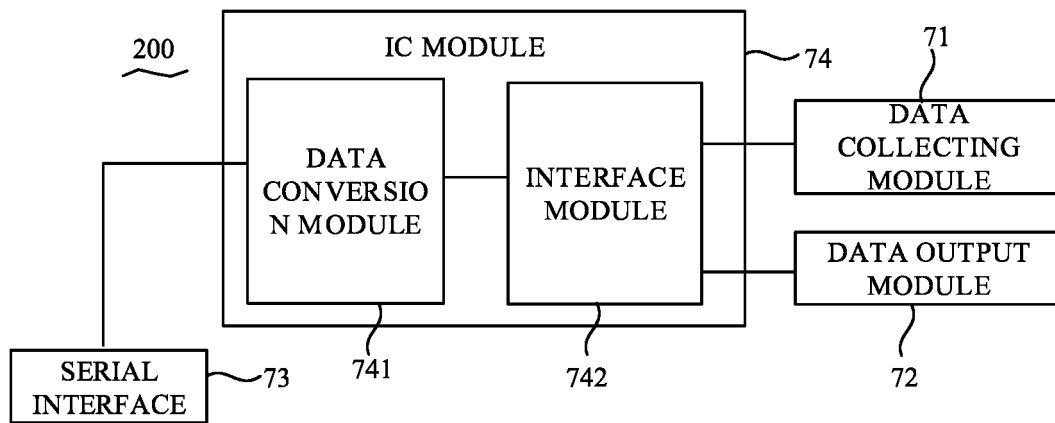 200
IC MODULE
74
71
DATA
CONVERSIO
N MODULE
INTERFACE
MODULE
DATA
COLLECTING
MODULE
DATA OUTPUT
MODULE
SERIAL
INTERFACE
73
741
742
72